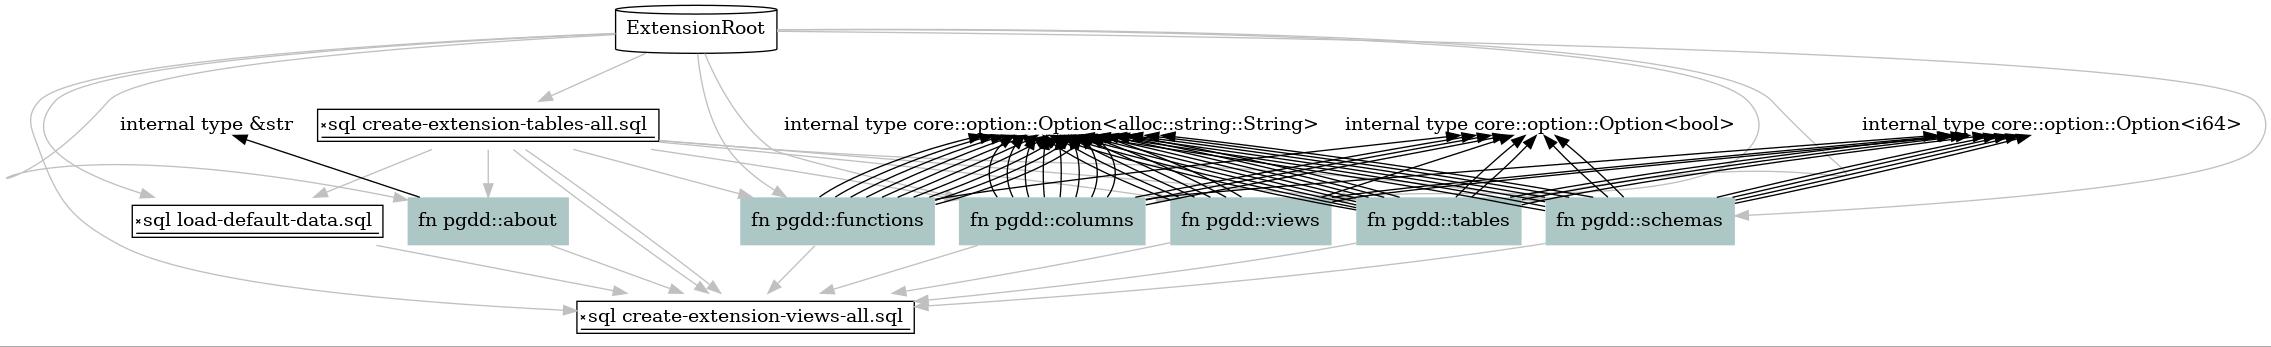 ExtensionRoot
internal type &str
sql create-extension-tables-all.sql
internal type core::option::Option<alloc::string::String>
internal type core::option::Option<bool>
internal type core::option::Option<i64>
sql load-default-data.sql
fn pgdd::about
fn pgdd::functions
fn pgdd::columns
fn pgdd::views
fn pgdd::tables
fn pgdd::schemas
sql create-extension-views-all.sql